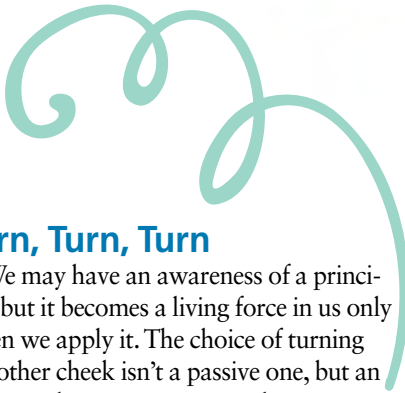 rn, Turn, Turn
We may have an awareness of a princi-
but it becomes a living force in us only
en we apply it. The choice of turning
other cheek isn't a passive one, but an